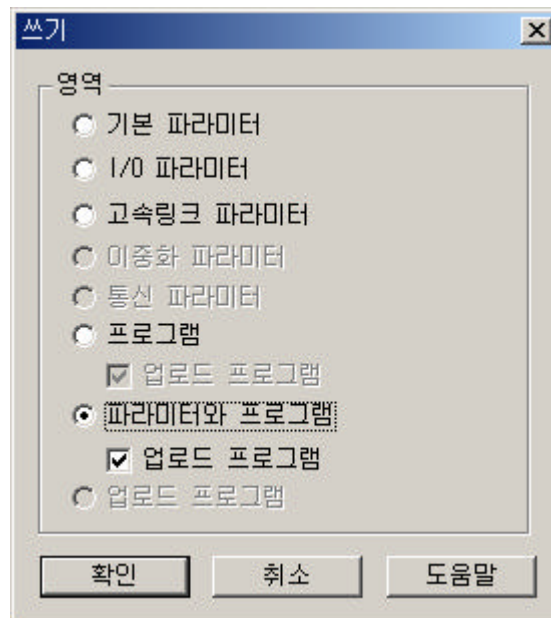 쓰기
영역
기본 파라미터
I/O 파라미터
고속링크 파라미터
이중화 파라미터
통신 파라미터
프로그램
업로드 프로그램
파라미터와 프로그램
업로드 프로그램
업로드 프로그램
확인 취소 도움말